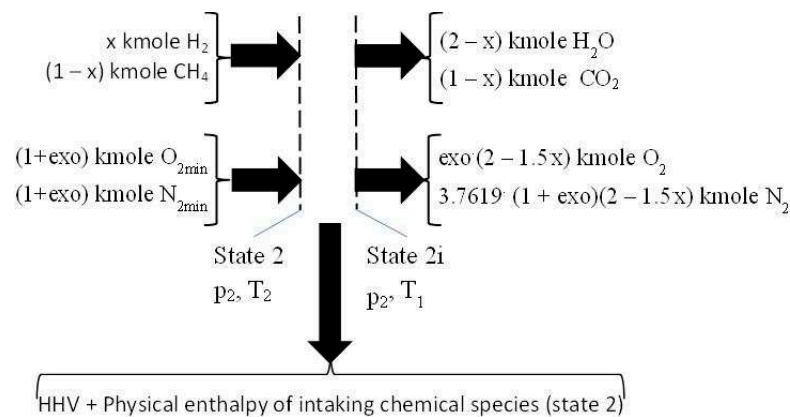 x kmole H₂
(1 – x) kmole CH₄
(2 – x) kmole H₂O
(1 – x) kmole CO₂
(1+exo) kmole O₂min
(1+exo) kmole N₂min
exo·(2 – 1.5x) kmole O₂
3.7619· (1 + exo)(2 – 1.5x) kmole N₂
State 2
p₂, T₂
State 2i
p₂, T₁
HHV + Physical enthalpy of intaking chemical species (state 2)